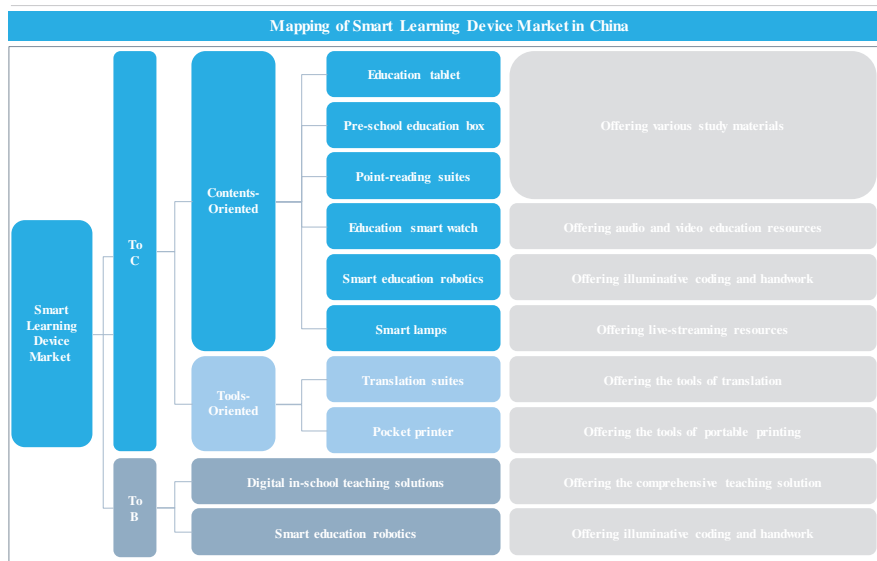 Mapping of Smart Learning Device Market in China
Smart
Learning
Device
Market
To
C
Contents-
Oriented
Education tablet
Pre-school education box
Point-reading suites
Offering various study materials
Education smart watch
Offering audio and video education resources
Smart education robotics
Offering illuminative coding and handwork
Smart lamps
Offering live-streaming resources
Tools-
Oriented
Translation suites
Offering the tools of translation
Pocket printer
Offering the tools of portable printing
To
B
Digital in-school teaching solutions
Offering the comprehensive teaching solution
Smart education robotics
Offering illuminative coding and handwork